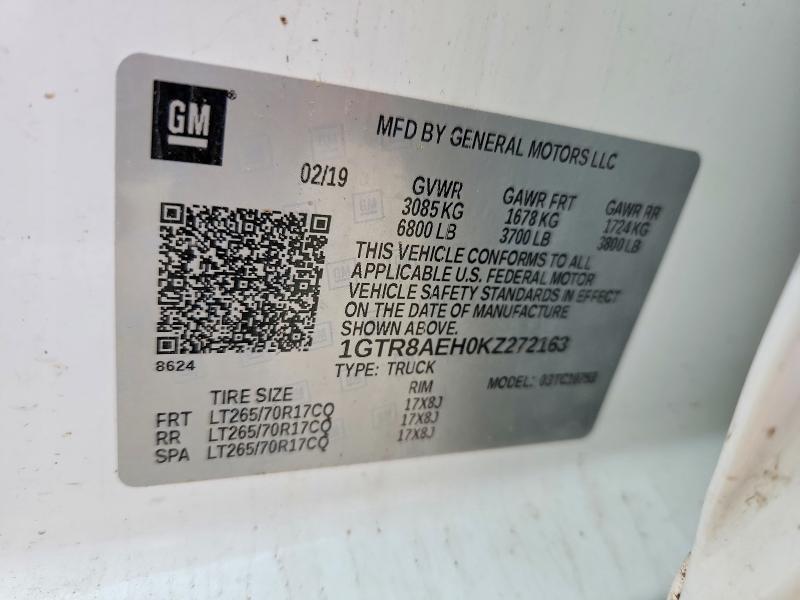 GM
MFD BY GENERAL MOTORS LLC
02/19
GVWR GAWR FRT GAWR RR
3085 KG 1678 KG 1724 KG
6800 LB 3700 LB 3800 LB
THIS VEHICLE CONFORMS TO ALL
APPLICABLE U.S. FEDERAL MOTOR
VEHICLE SAFETY STANDARDS IN EFFECT
ON THE DATE OF MANUFACTURE
SHOWN ABOVE.
1GTR8AEH0KZ272163
8624
TYPE: TRUCK MODEL:
TIRE SIZE RIM
FRT LT265/70R17CQ 17X8J
RR LT265/70R17CQ 17X8J
SPA LT265/70R17CQ 17X8J